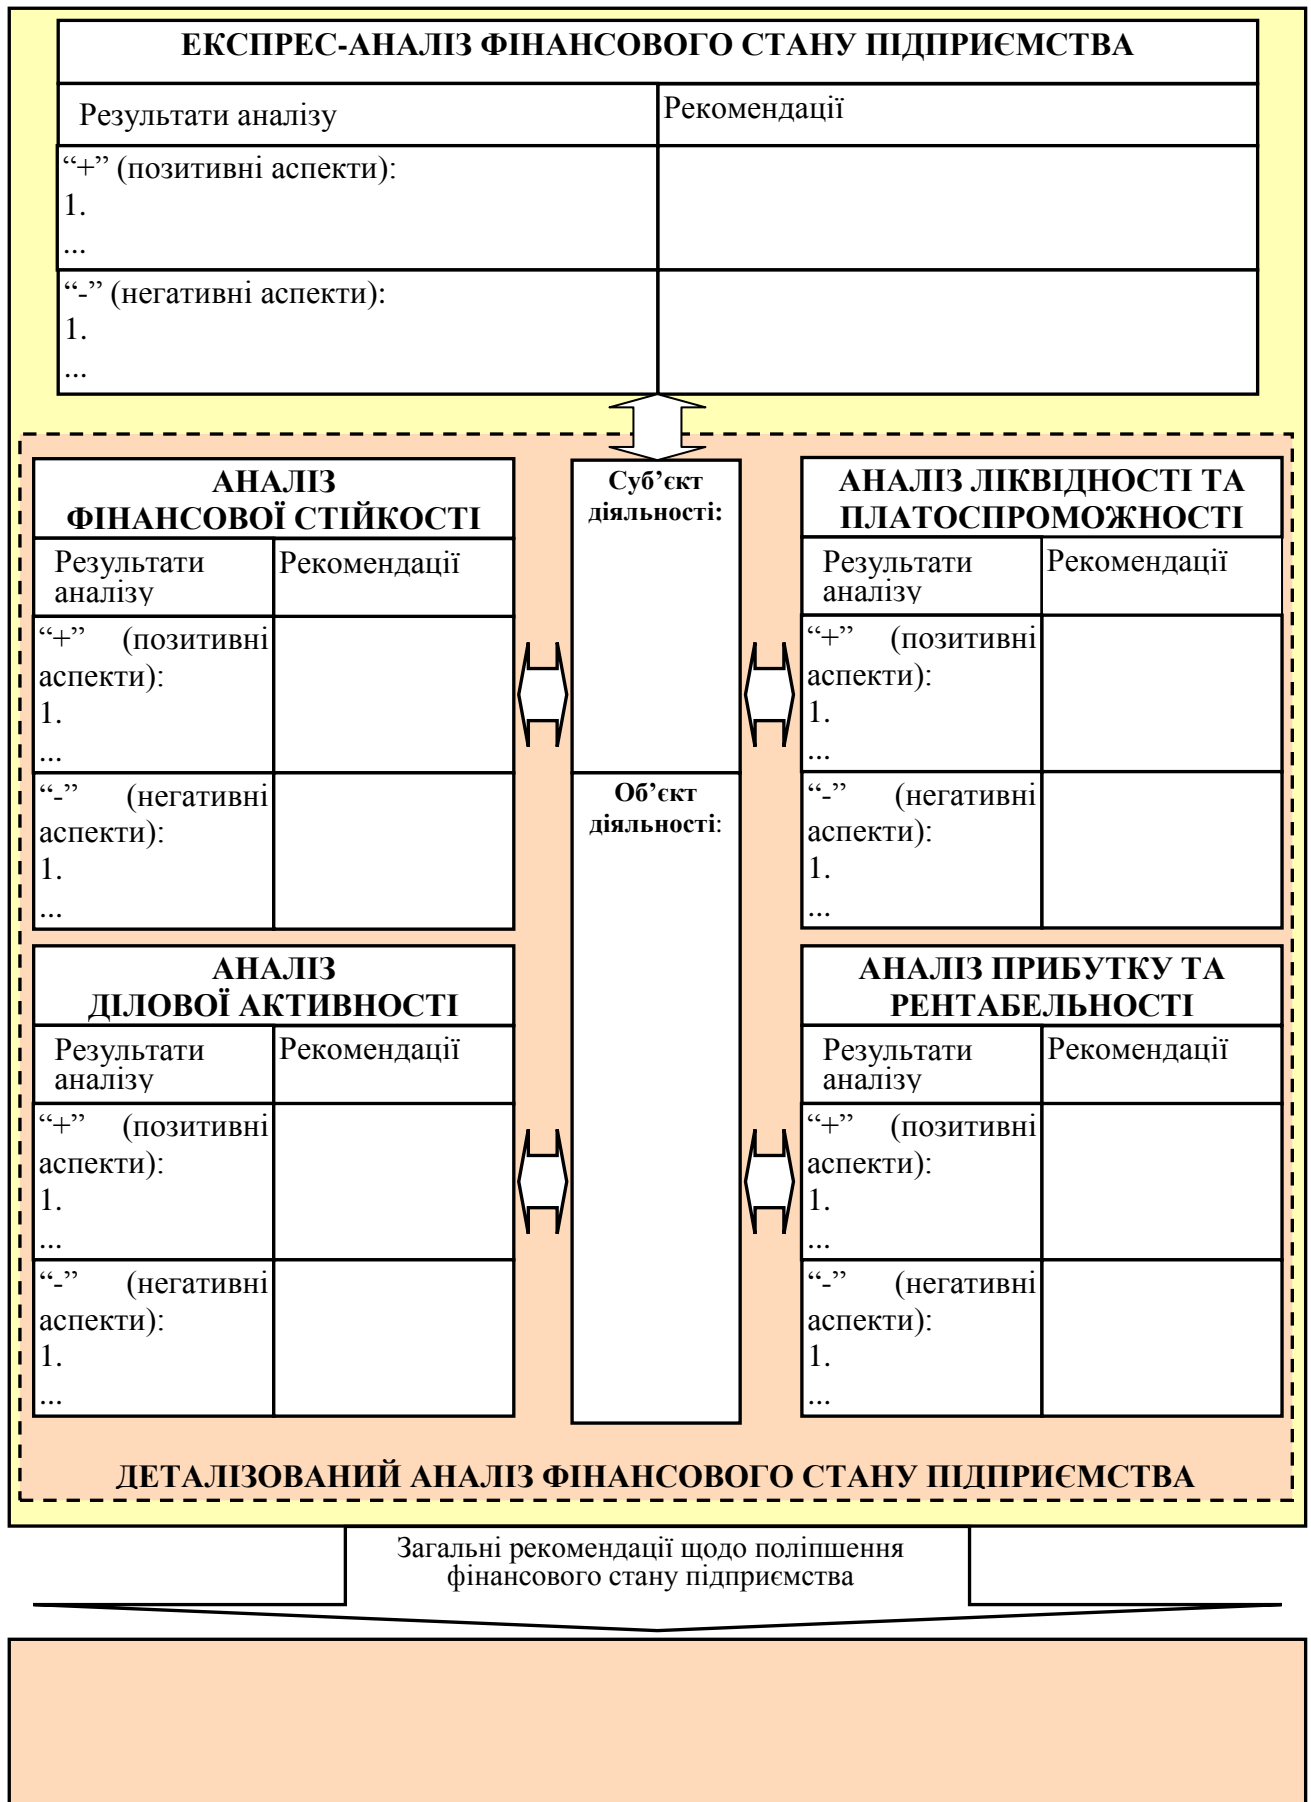 ЕКСПРЕС-АНАЛІЗ ФІНАНСОВОГО СТАНУ ПІДПРИЄМСТВА
Результати аналізу
Рекомендації
“+” (позитивні аспекти):
1.
...
“-” (негативні аспекти):
1.
...
АНАЛІЗ
ФІНАНСОВОЇ СТІЙКОСТІ
Результати
аналізу
Рекомендації
“+” (позитивні
аспекти):
1.
...
“-” (негативні
аспекти):
1.
...
Суб’єкт
діяльності:
Об’єкт
діяльності:
АНАЛІЗ ЛІКВІДНОСТІ ТА
ПЛАТОСПРОМОЖНОСТІ
Результати
аналізу
Рекомендації
“+” (позитивні
аспекти):
1.
...
“-” (негативні
аспекти):
1.
...
АНАЛІЗ
ДІЛОВОЇ АКТИВНОСТІ
Результати
аналізу
Рекомендації
“+” (позитивні
аспекти):
1.
...
“-” (негативні
аспекти):
1.
...
АНАЛІЗ ПРИБУТКУ ТА
РЕНТАБЕЛЬНОСТІ
Результати
аналізу
Рекомендації
“+” (позитивні
аспекти):
1.
...
“-” (негативні
аспекти):
1.
...
ДЕТАЛІЗОВАНИЙ АНАЛІЗ ФІНАНСОВОГО СТАНУ ПІДПРИЄМСТВА
Загальні рекомендації щодо поліпшення
фінансового стану підприємства